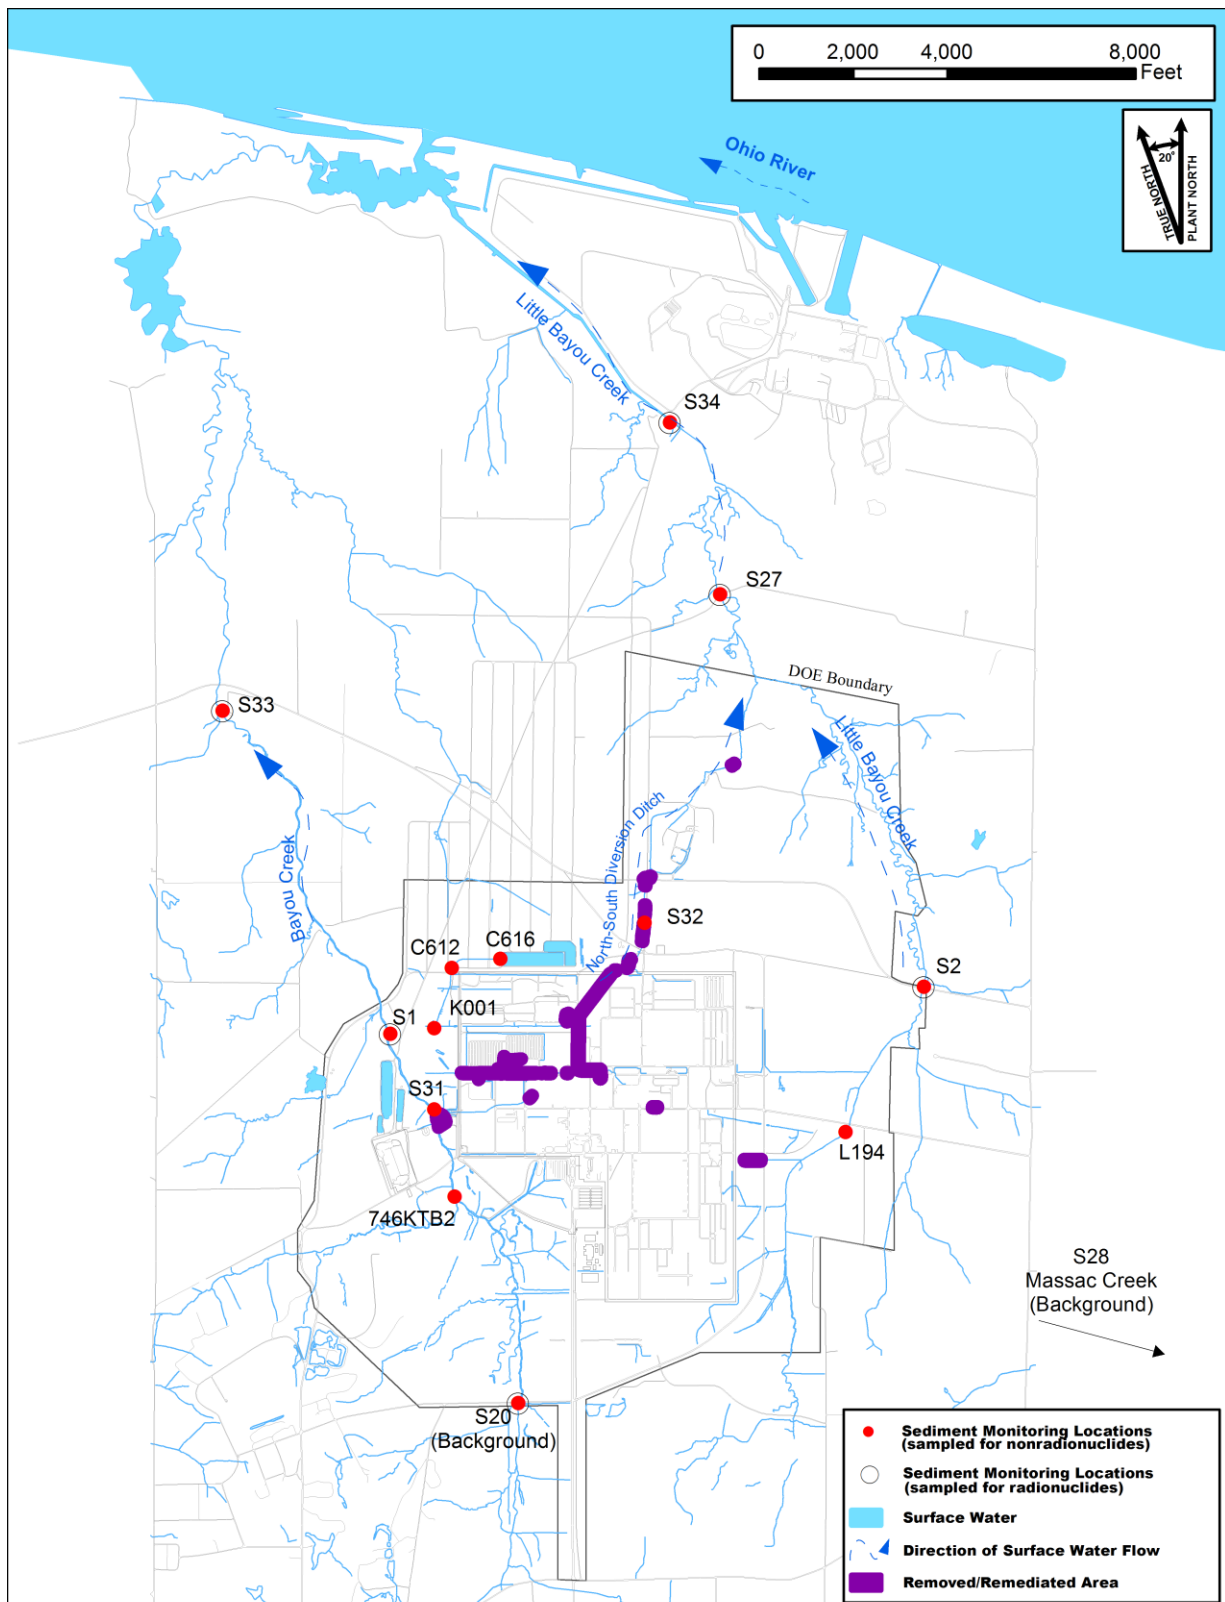 0 2,000 4,000 8,000
Feet
TRUE NORTH
20°
PLANT NORTH
Ohio River
Little Bayou Creek
S34
S27
DOE Boundary
S33
Little Bayou Creek
North-South Diversion Ditch
Bayou Creek
S32
C616
C612
S2
K001
S1
S31
L194
746KTB2
S28
Massac Creek
(Background)
S20
(Background)
Sediment Monitoring Locations
(sampled for nonradionuclides)
Sediment Monitoring Locations
(sampled for radionuclides)
Surface Water
Direction of Surface Water Flow
Removed/Remediated Area